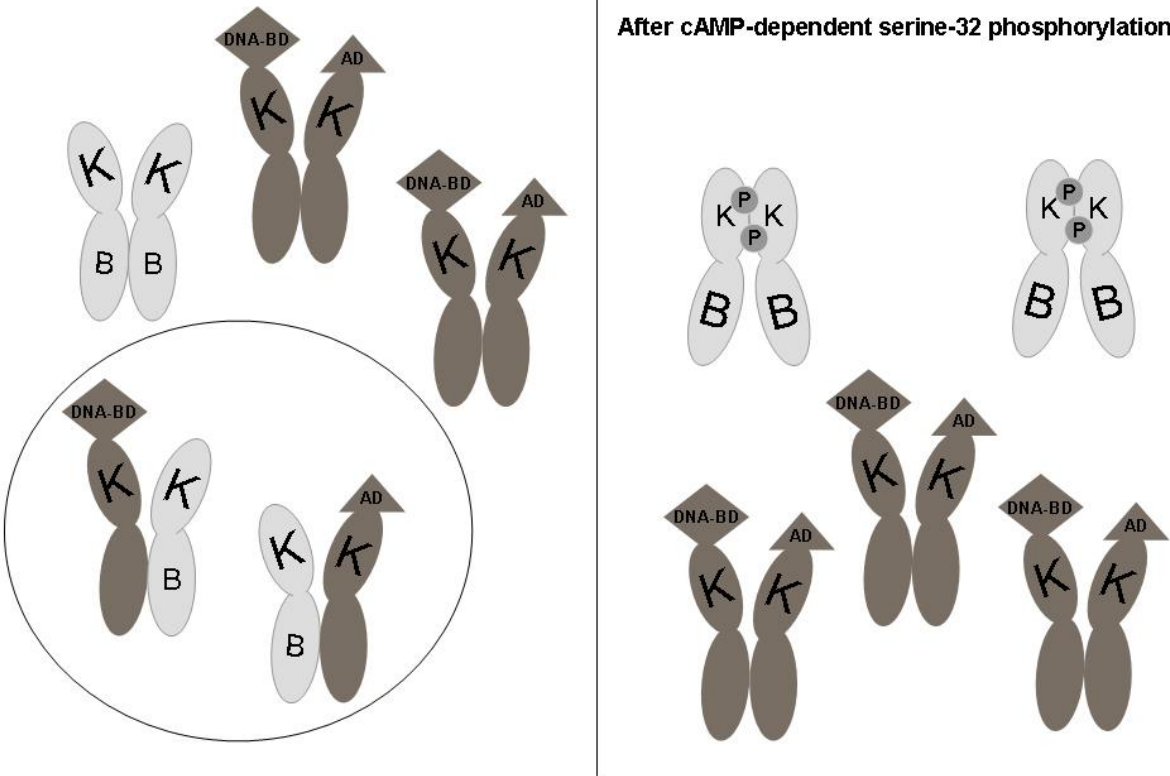 After cAMP-dependent serine-32 phosphorylation
DNA-BD
AD
K K
K K
B B
DNA-BD
AD
K K
DNA-BD
K K
B
AD
K K
B
P
K K
P
B B
P
K K
P
B B
DNA-BD
AD
K K
DNA-BD
AD
K K
DNA-BD
AD
K K